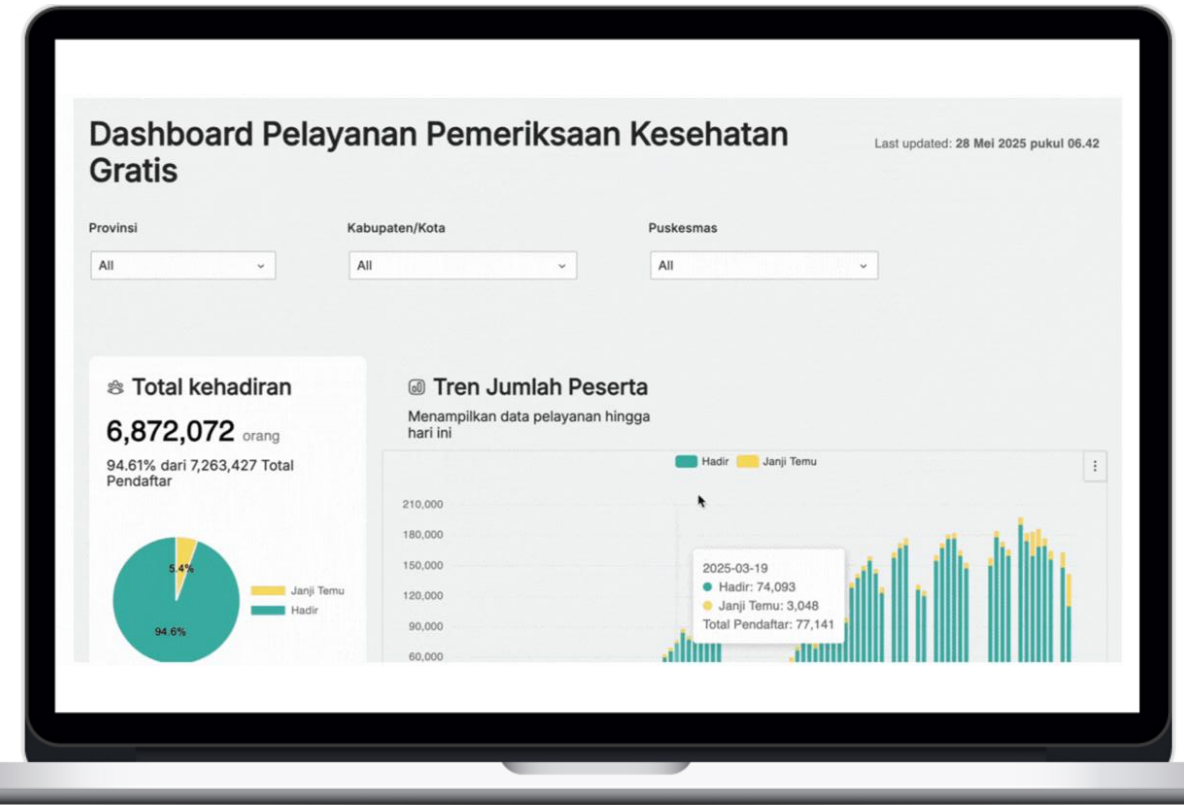 Dashboard Pelayanan Pemeriksaan Kesehatan
Gratis
Last updated: 28 Mei 2025 pukul 06.42
Provinsi
Kabupaten/Kota
Puskesmas
All
All
All
Total kehadiran
6,872,072 orang
94.61% dari 7,263,427 Total
Pendaftar
5.4%
94.6%
Janji Temu
Hadir
Tren Jumlah Peserta
Menampilkan data pelayanan hingga
hari ini
Hadir
Janji Temu
210,000
180,000
150,000
120,000
90,000
60,000
2025-03-19
Hadir: 74,093
Janji Temu: 3,048
Total Pendaftar: 77,141